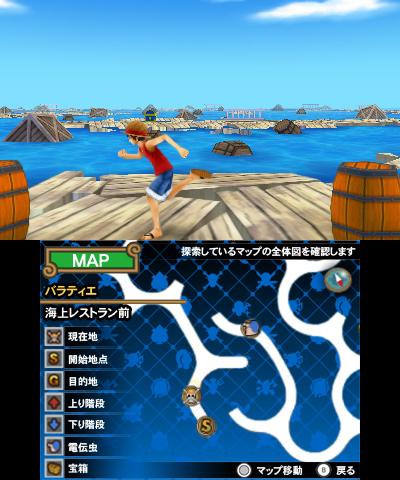 MAP
探索しているマップの全体図を確認します
バラティエ
海上レストラン前
現在地
S 開始地点
G 目的地
上り階段
下り階段
電伝虫
宝箱
S
マップ移動
B 戻る